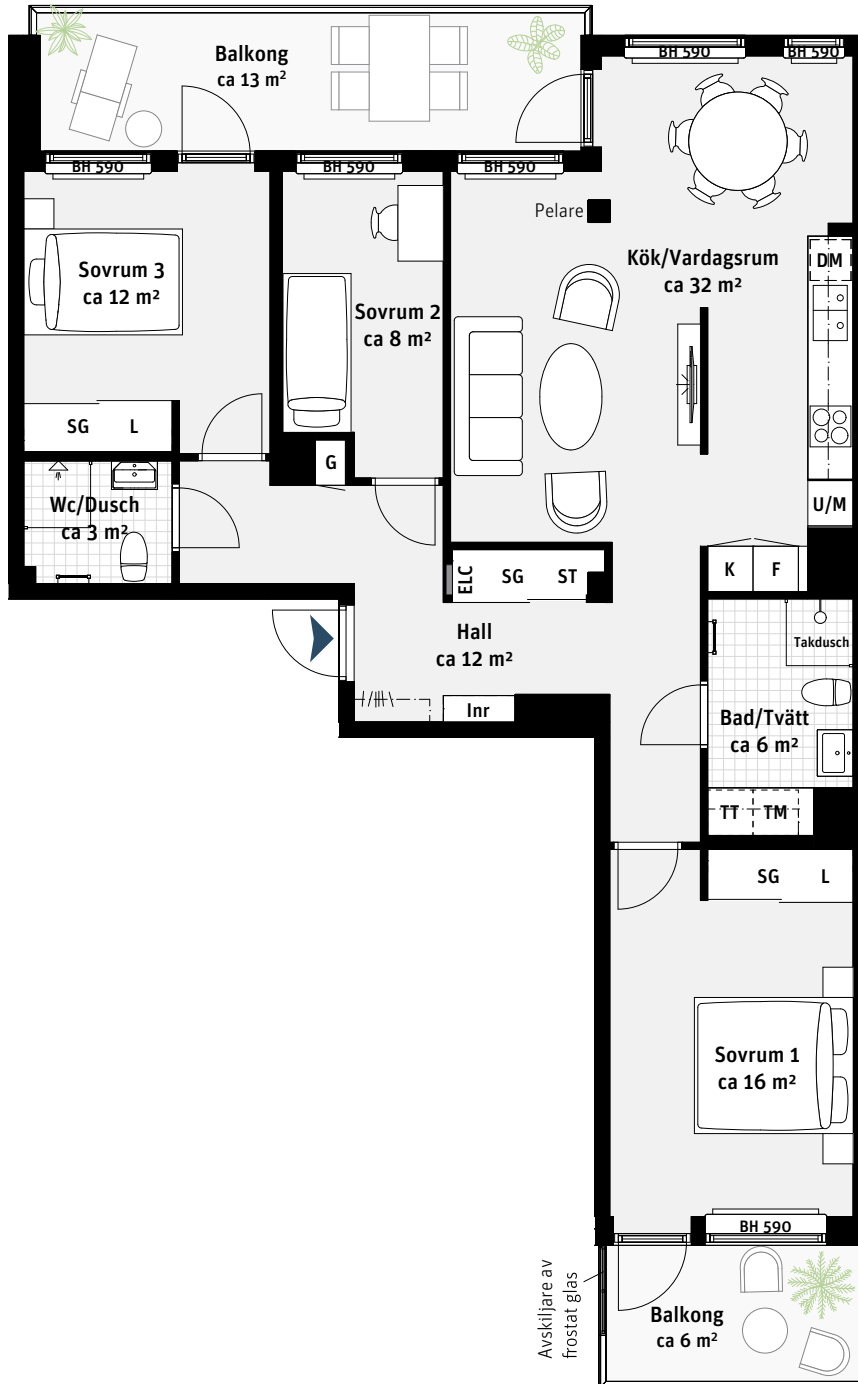 Balkong
ca 13 m²
BH 590
BH 590
BH 590
BH 590
BH 590
Pelare
Kök/Vardagsrum
ca 32 m²
DM
Sovrum 3
ca 12 m²
Sovrum 2
ca 8 m²
SG L
G
U/M
Wc/Dusch
ca 3 m²
K F
ELC SG ST
Hall
ca 12 m²
Takdusch
Inr
Bad/Tvätt
ca 6 m²
TT TM
SG L
Sovrum 1
ca 16 m²
BH 590
Avskiljare av
frostat glas
Balkong
ca 6 m²